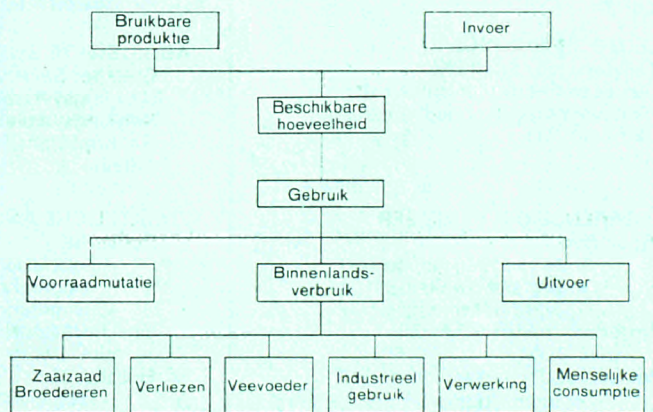 Bruikbare
produktie
Invoer
Beschikbare
hoeveelheid
Gebruik
Voorraadmutatie
Binnenlands-
verbruik
Uitvoer
Zaaizaad
Broedeieren
Verliezen
Veevoeder
Industrieel
gebruik
Verwerking
Menselijke
consumptie